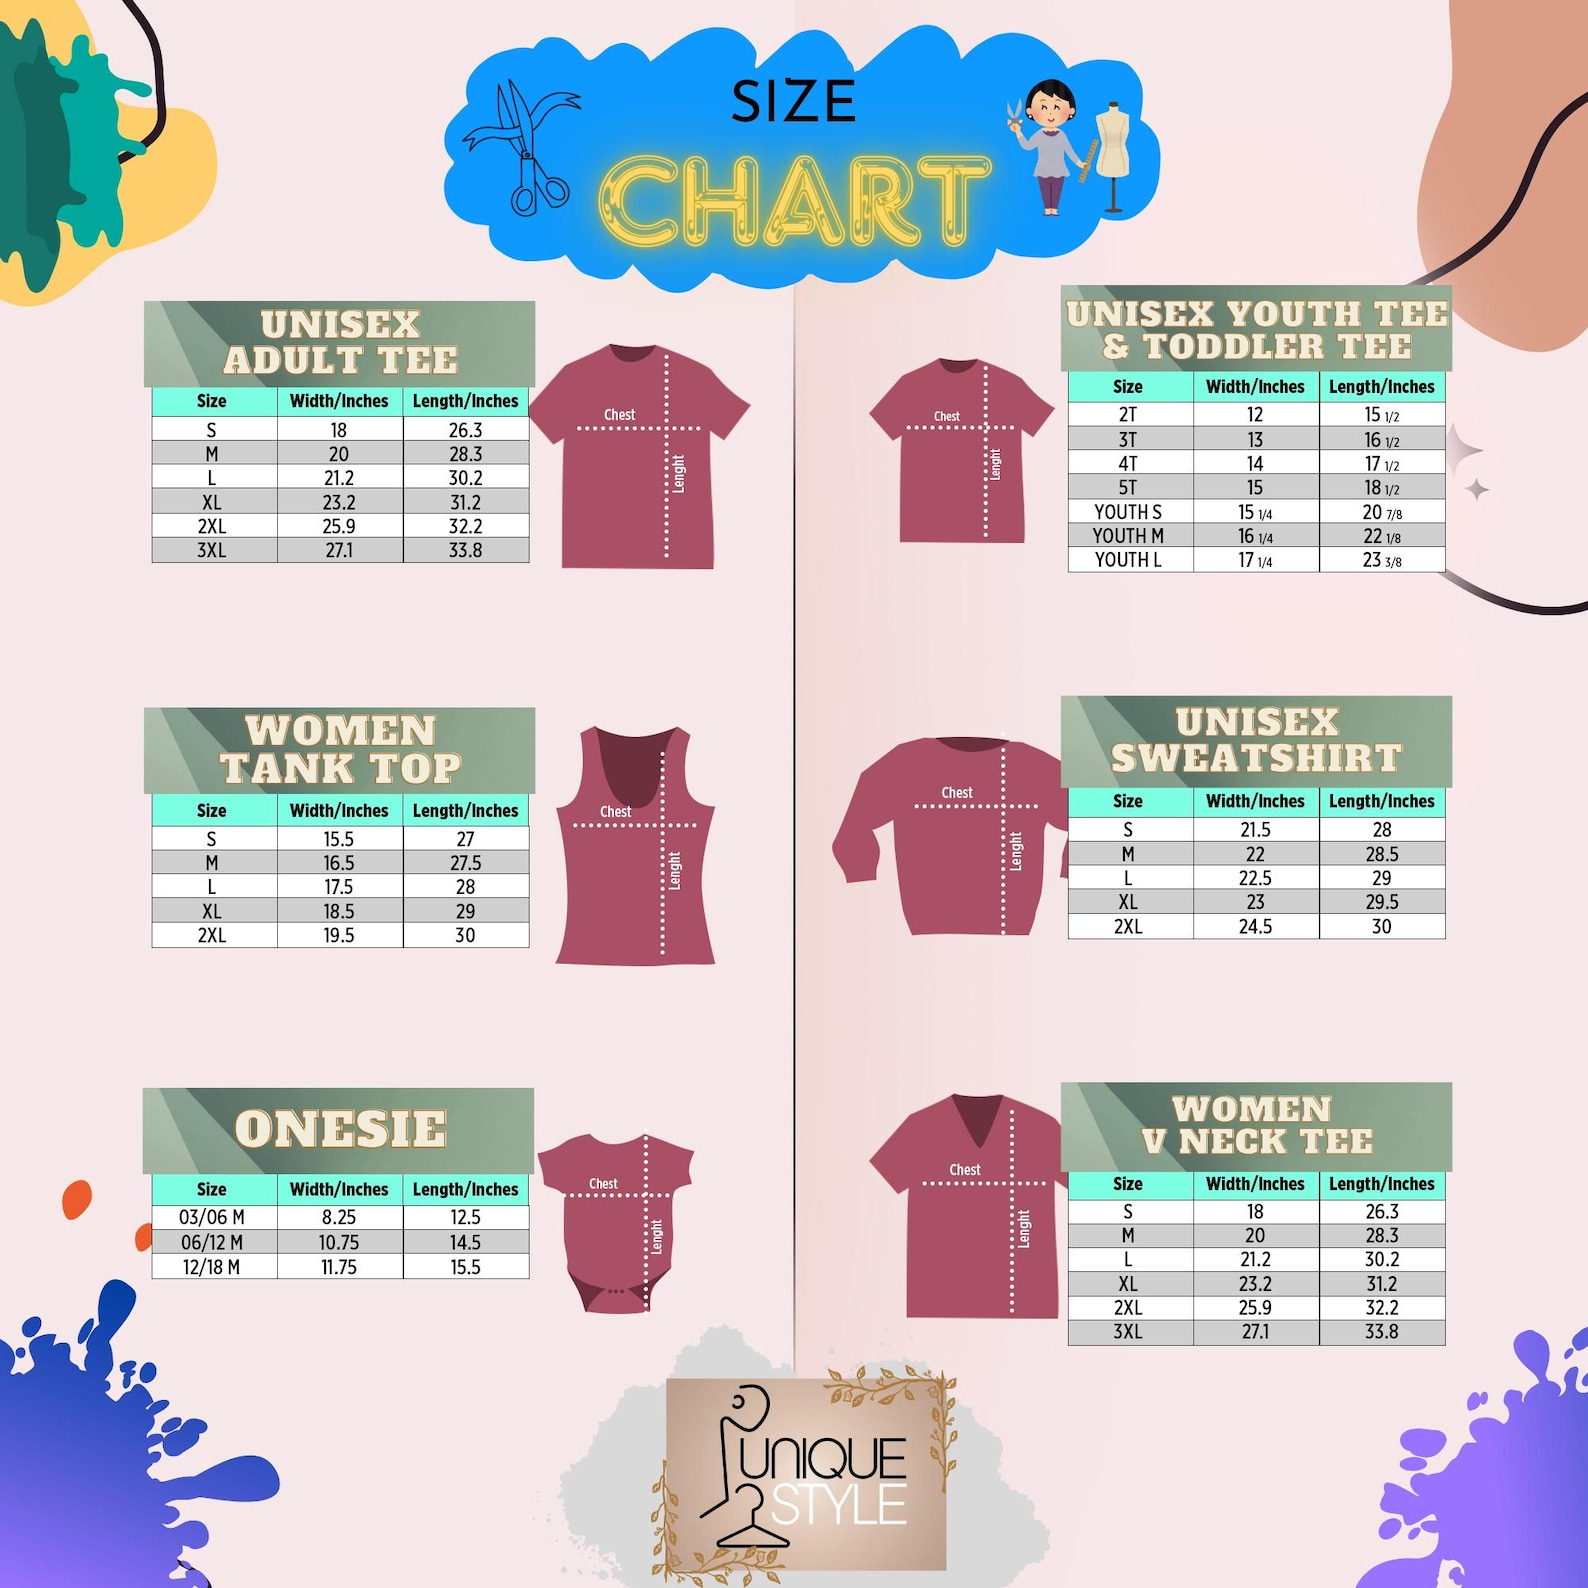 SIZE
CHART
UNISEX
ADULT TEE
Size Width/Inches Length/Inches
S 18 26.3
M 20 28.3
L 21.2 30.2
XL 23.2 31.2
2XL 25.9 32.2
3XL 27.1 33.8
Chest
Lenght
UNISEX YOUTH TEE
& TODDLER TEE
Size Width/Inches Length/Inches
2T 12 15 1/2
3T 13 16 1/2
4T 14 17 1/2
5T 15 18 1/2
YOUTH S 15 1/4 20 7/8
YOUTH M 16 1/4 22 1/8
YOUTH L 17 1/4 23 3/8
Chest
Lenght
WOMEN
TANK TOP
Size Width/Inches Length/Inches
S 15.5 27
M 16.5 27.5
L 17.5 28
XL 18.5 29
2XL 19.5 30
Chest
Lenght
UNISEX
SWEATSHIRT
Size Width/Inches Length/Inches
S 21.5 28
M 22 28.5
L 22.5 29
XL 23 29.5
2XL 24.5 30
Chest
Lenght
ONESIE
Size Width/Inches Length/Inches
03/06 M 8.25 12.5
06/12 M 10.75 14.5
12/18 M 11.75 15.5
Chest
Lenght
WOMEN
V NECK TEE
Size Width/Inches Length/Inches
S 18 26.3
M 20 28.3
L 21.2 30.2
XL 23.2 31.2
2XL 25.9 32.2
3XL 27.1 33.8
Chest
Lenght
UNIQUE
STYLE